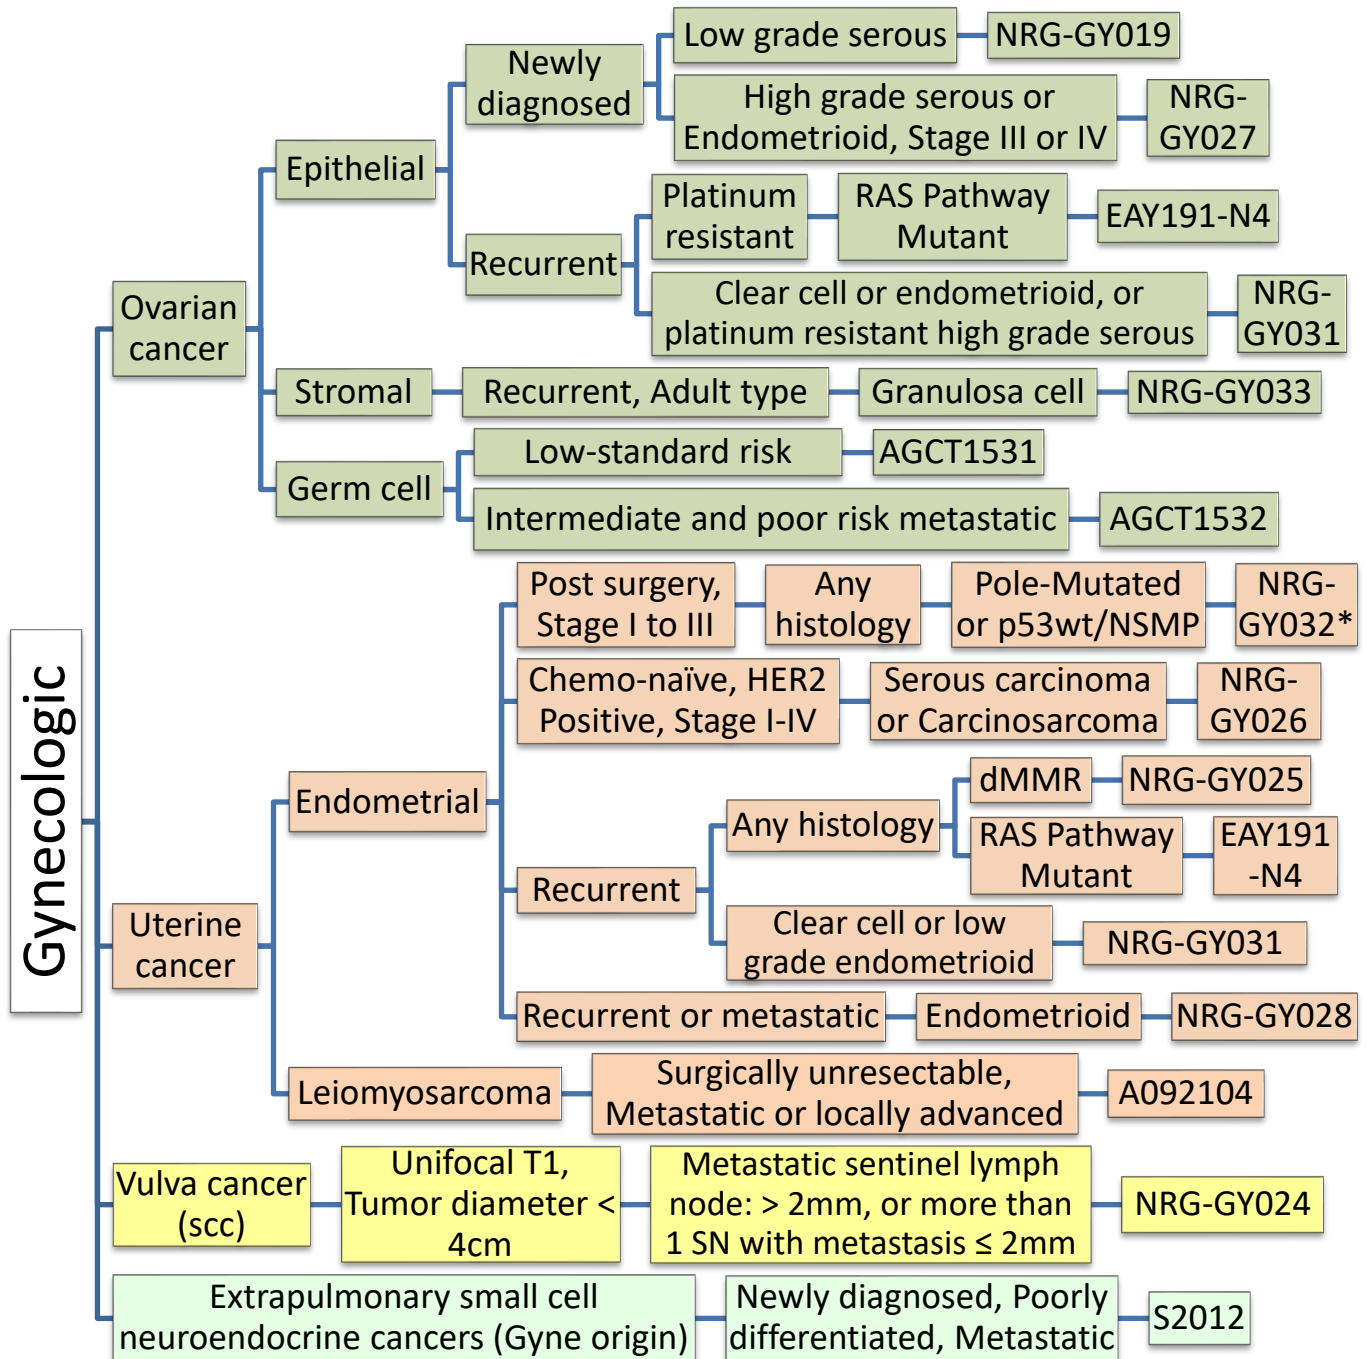 Gynecologic
Ovarian
cancer
Epithelial
Newly
diagnosed
Low grade serous
NRG-GY019
High grade serous or
Endometrioid, Stage III or IV
NRG-
GY027
Recurrent
Platinum
resistant
RAS Pathway
Mutant
EAY191-N4
Clear cell or endometrioid, or
platinum resistant high grade serous
NRG-
GY031
Stromal
Recurrent, Adult type
Granulosa cell
NRG-GY033
Germ cell
Low-standard risk
AGCT1531
Intermediate and poor risk metastatic
AGCT1532
Uterine
cancer
Endometrial
Post surgery,
Stage I to III
Any
histology
Pole-Mutated
or p53wt/NSMP
NRG-
GY032*
Chemo-naïve, HER2
Positive, Stage I-IV
Serous carcinoma
or Carcinosarcoma
NRG-
GY026
Recurrent
Any histology
dMMR
NRG-GY025
RAS Pathway
Mutant
EAY191
-N4
Clear cell or low
grade endometrioid
NRG-GY031
Recurrent or metastatic
Endometrioid
NRG-GY028
Leiomyosarcoma
Surgically unresectable,
Metastatic or locally advanced
A092104
Vulva cancer
(scc)
Unifocal T1,
Tumor diameter <
4cm
Metastatic sentinel lymph
node: > 2mm, or more than
1 SN with metastasis ≤ 2mm
NRG-GY024
Extrapulmonary small cell
neuroendocrine cancers (Gyne origin)
Newly diagnosed, Poorly
differentiated, Metastatic
S2012